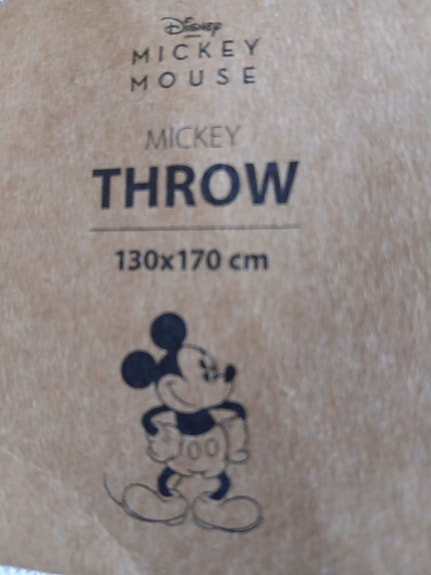 Disney
MICKEY
MOUSE
MICKEY
THROW
130x170 cm